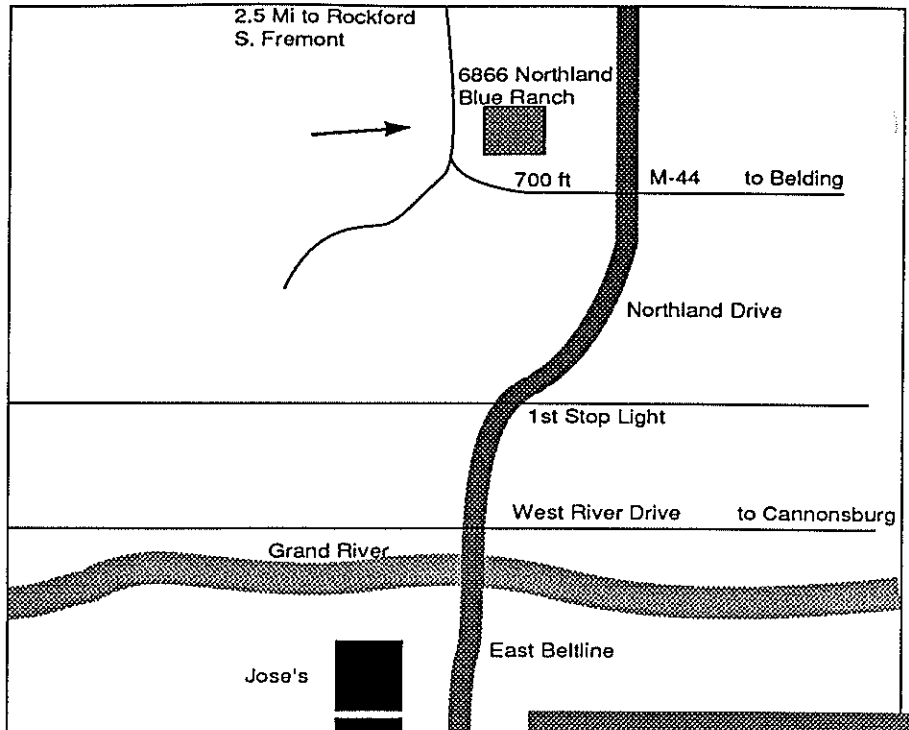 2.5 Mi to Rockford
S. Fremont
6866 Northland
Blue Ranch
700 ft
M-44 to Belding
Northland Drive
1st Stop Light
West River Drive to Cannonsburg
Grand River
East Beltline
Jose's